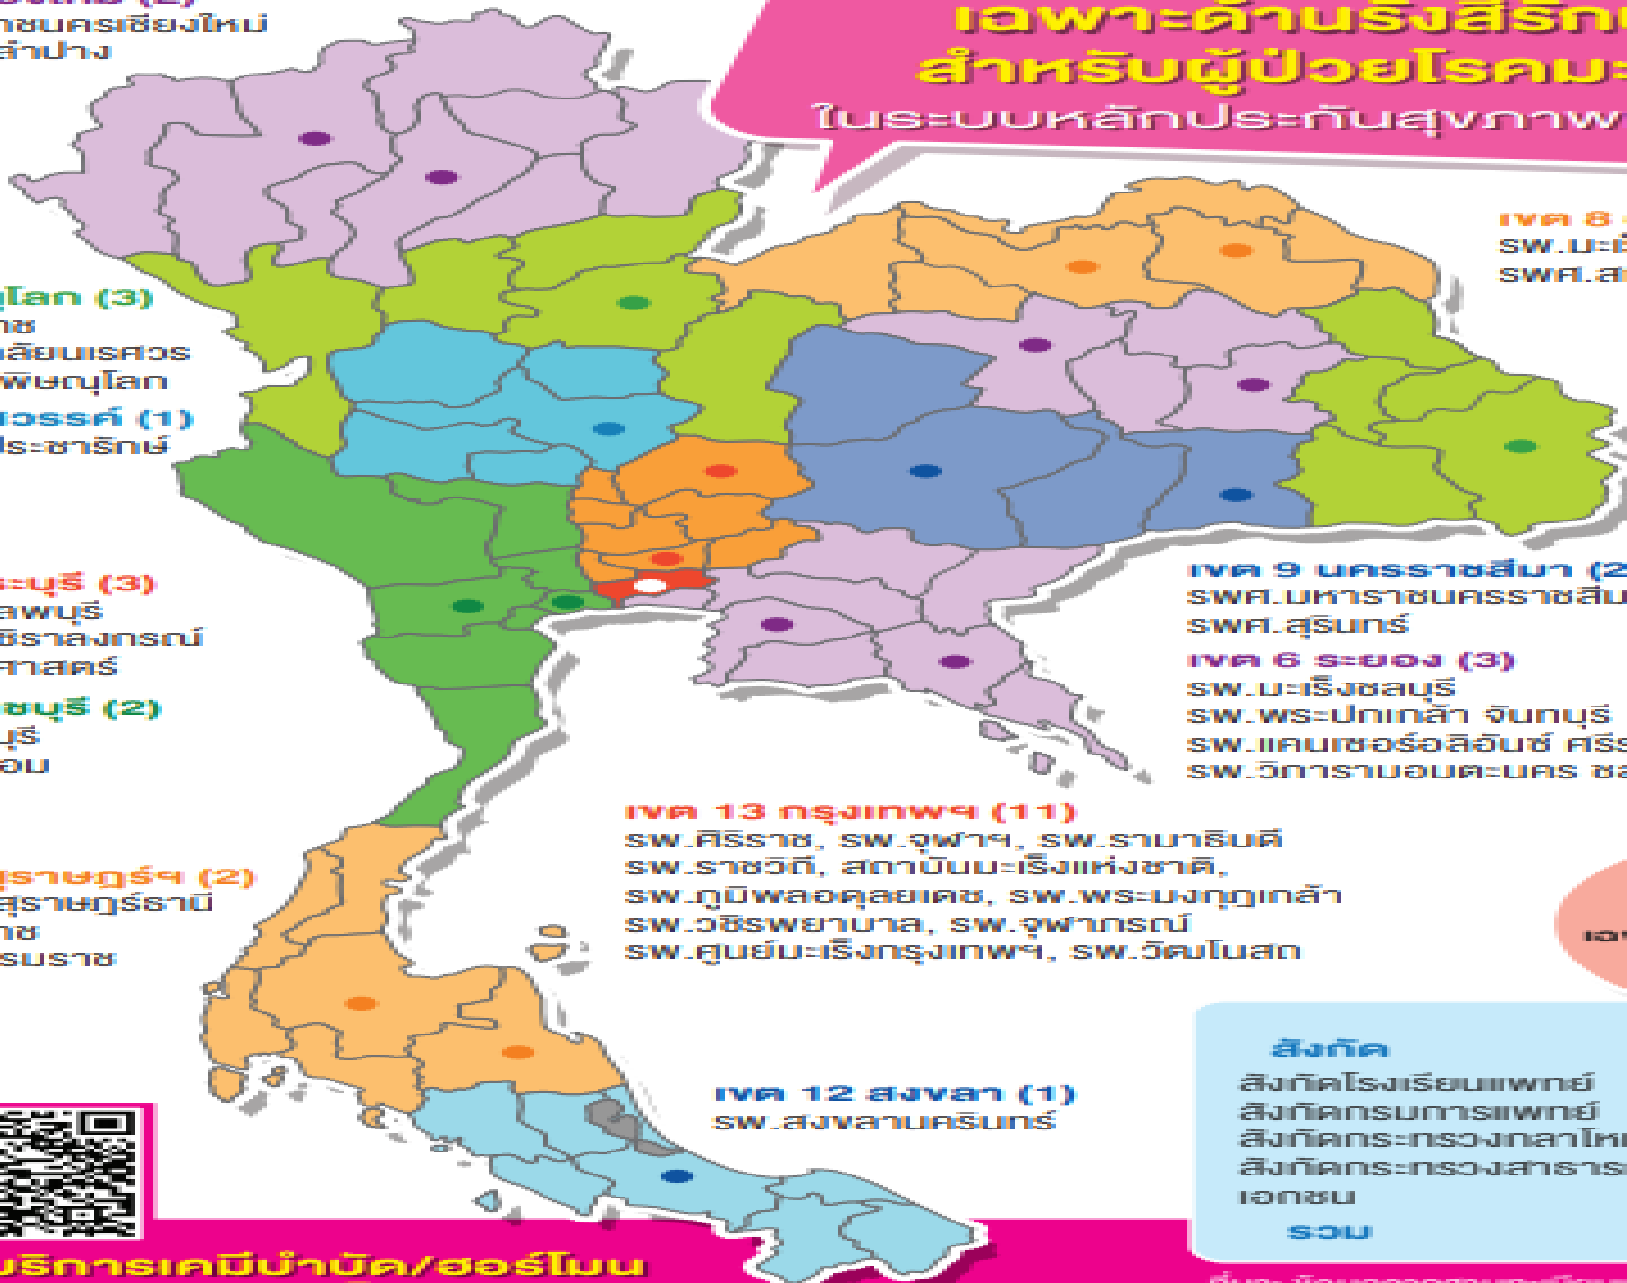 าชนครเชียงใหม่
ลำปาง
เฉพาะด้านรังสีรัก
สำหรับผู้ป่วยโรคมะ
ในระบบหลักประกันสุขภาพ
เขต 8
รพ.มะเ
รพศ.ส
ุโลก (3)
าช
ลัยนเรศวร
พิษณุโลก
สวรรค์ (1)
ประชารักษ์
ะบุรี (3)
ลพบุรี
ชิราลงกรณ์
ศาสตร์
ชบุรี (2)
บุรี
อม
เขต 9 นครราชสีมา (2
รพศ.มหาราชนครราชสีม
รพศ.สุรินทร์
เขต 6 ระยอง (3)
รพ.มะเร็งชลบุรี
รพ.พระปกเกล้า จันทบุรี
รพ.แคนเซอร์อลิอันซ์ ศรีร
รพ.วิภารามอมตะนคร ช
เขต 13 กรุงเทพฯ (11)
รพ.ศิริราช, รพ.จุฬาฯ, รพ.รามาธิบดี
รพ.ราชวิถี, สถาบันมะเร็งแห่งชาติ,
รพ.ภูมิพลอดุลยเดช, รพ.พระมงกุฎเกล้า
รพ.วชิรพยาบาล, รพ.จุฬาภรณ์
รพ.ศูนย์มะเร็งกรุงเทพฯ, รพ.วัฒโนสถ
ุราษฎร์ฯ (2)
สุราษฎร์ธานี
าช
รมราช
เขต 12 สงขลา (1)
รพ.สงขลานครินทร์
สังกัด
สังกัดโรงเรียนแพทย์
สังกัดกรมการแพทย์
สังกัดกระทรวงกลาโห
สังกัดกระทรวงสาธาร
เอกชน
รวม
บริการเคมีบำบัด/ฮอร์โมน